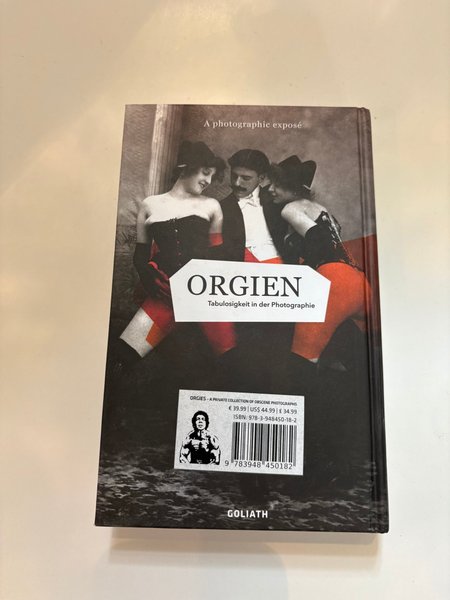 A photographic exposé
ORGIEN
Tabulosigkeit in der Photographie
ORGIES - A PRIVATE COLLECTION OF OBSCENE PHOTOGRAPHS
€ 39.99 | US$ 44.99 | £ 34.99
ISBN: 978-3-948450-18-2
9 783948 450182
GOLIATH